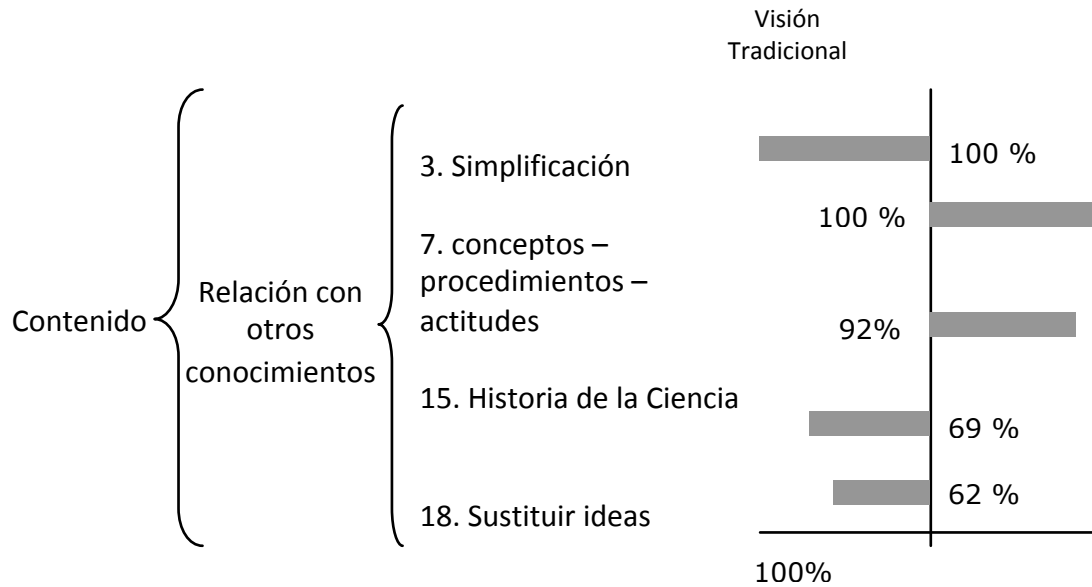 Visión
Tradicional
3. Simplificación
100 %
100 %
7. conceptos –
procedimientos –
actitudes
Contenido
Relación con
otros
conocimientos
92%
15. Historia de la Ciencia
69 %
18. Sustituir ideas
62 %
100%